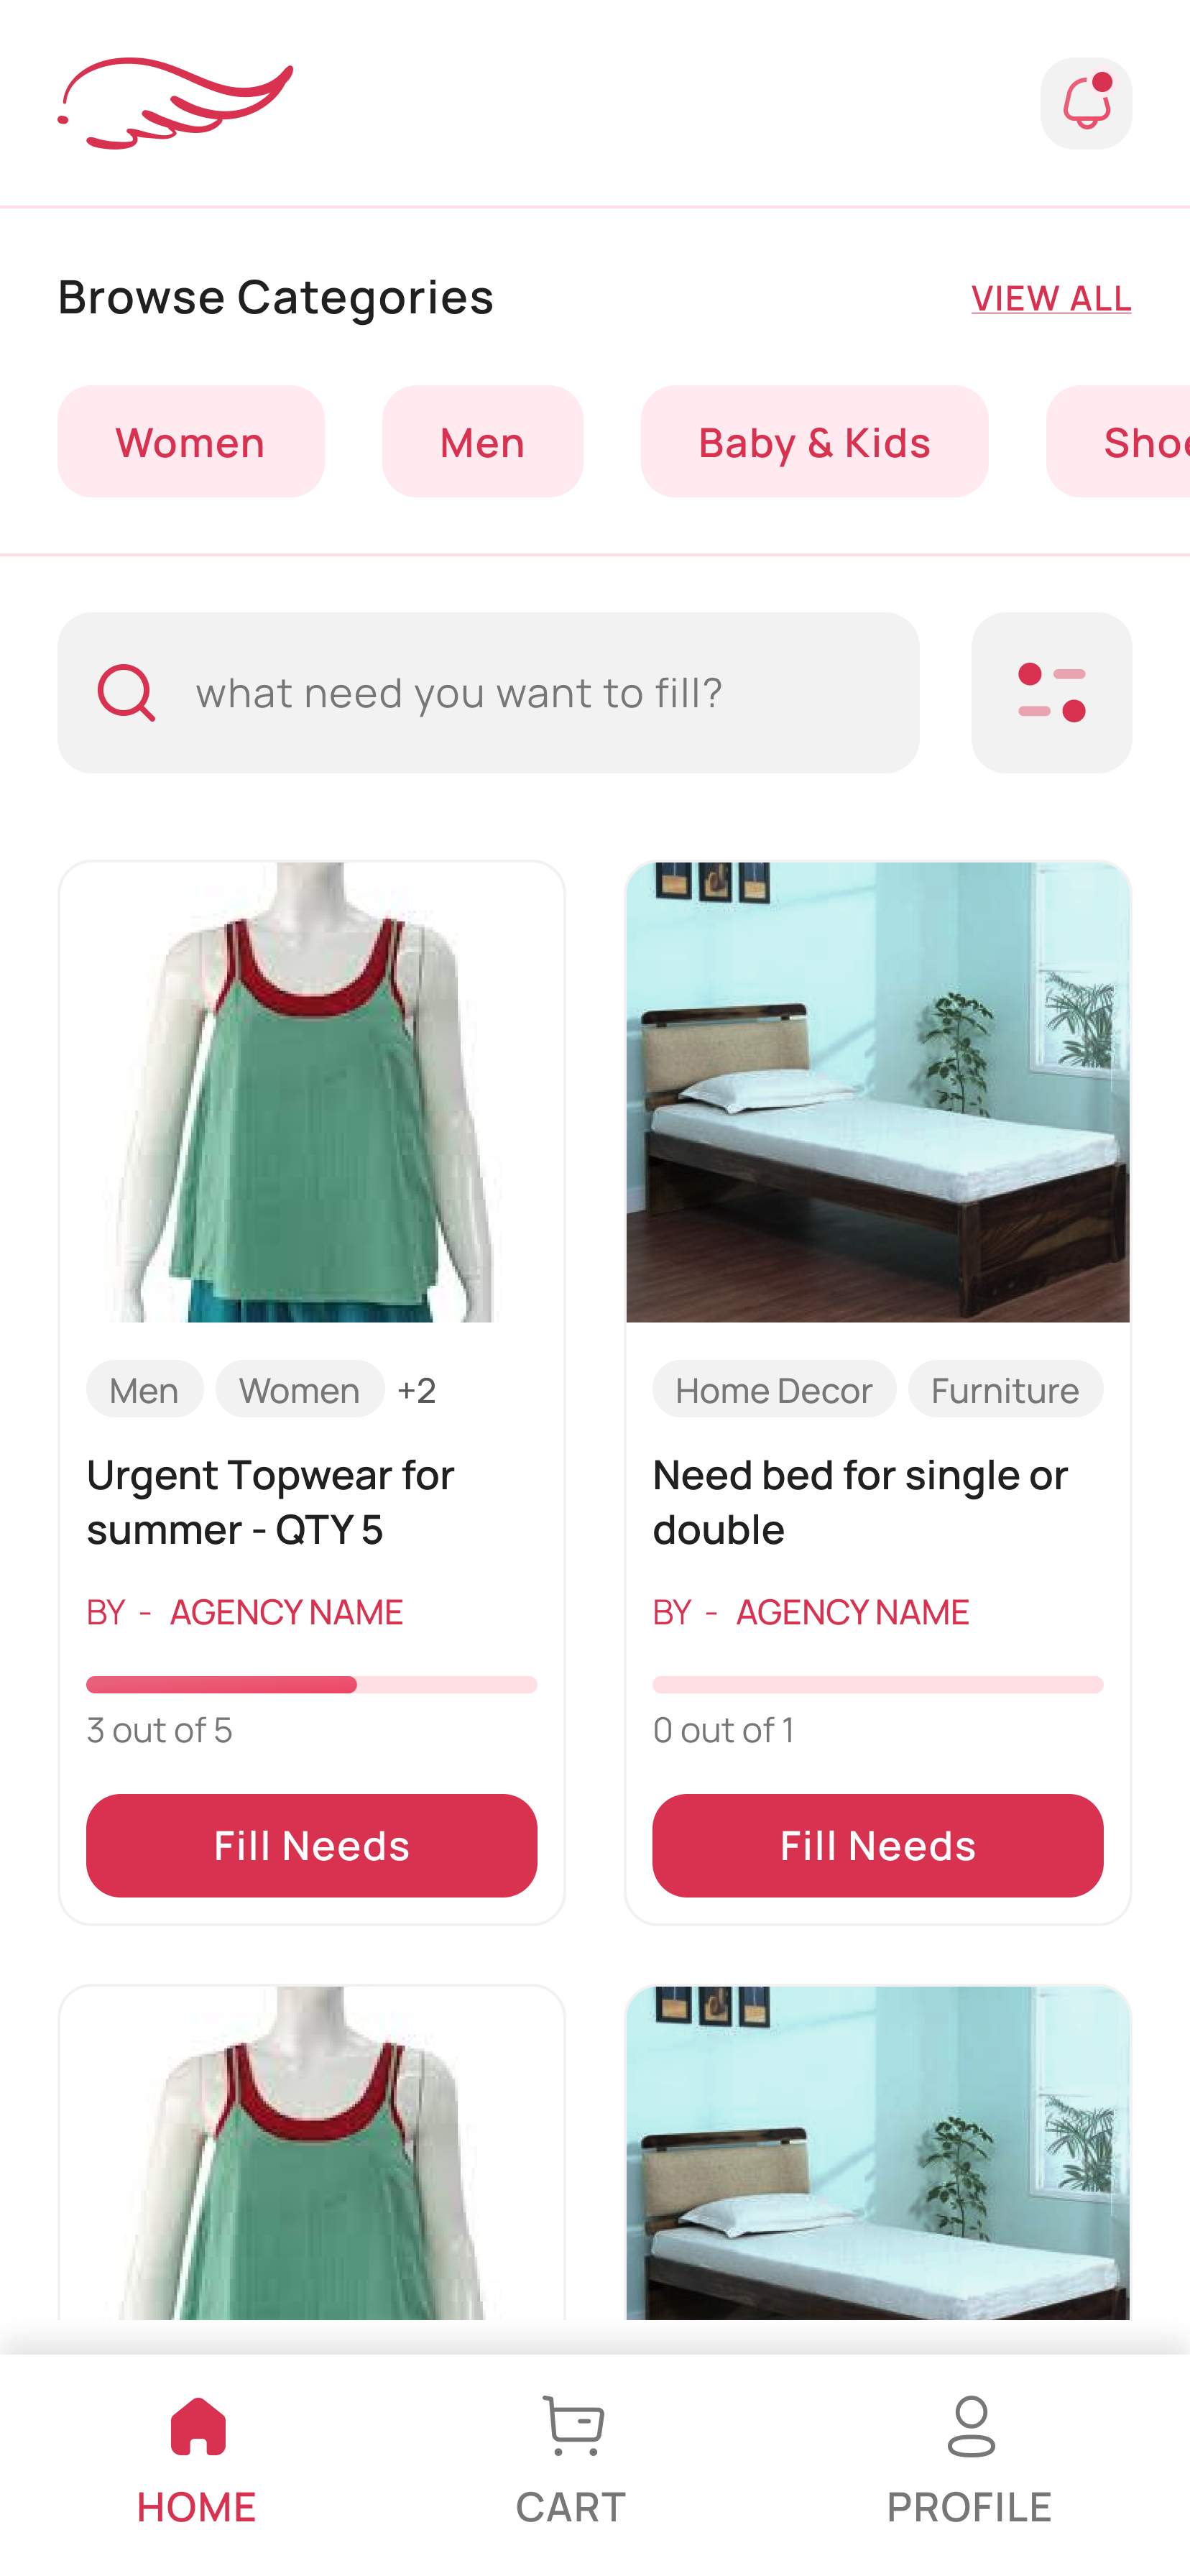 Browse Categories
VIEW ALL
Women
Men
Baby & Kids
what need you want to fill?
Men
Women
+2
Urgent Topwear for
summer - QTY 5
BY - AGENCY NAME
3 out of 5
Fill Needs
Home Decor
Furniture
Need bed for single or
double
BY - AGENCY NAME
0 out of 1
Fill Needs
HOME
CART
PROFILE